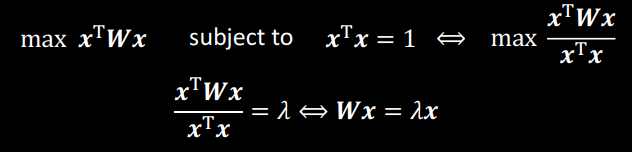 max xᵀWx subject to xᵀx = 1 ⇔ max xᵀWx / xᵀx
xᵀWx / xᵀx = λ ⇔ Wx = λx